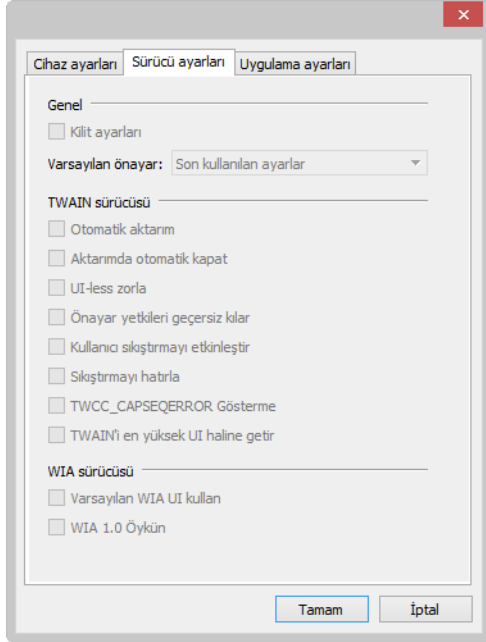 Cihaz ayarları Sürücü ayarları Uygulama ayarları
Genel
Kilit ayarları
Varsayılan önayar: Son kullanılan ayarlar
TWAIN sürücüsü
Otomatik aktarım
Aktarımda otomatik kapat
UI-less zorla
Önayar yetkileri geçersiz kılar
Kullanıcı sıkıştırmayı etkinleştir
Sıkıştırmayı hatırla
TWCC_CAPSEQERROR Gösterme
TWAIN'i en yüksek UI haline getir
WIA sürücüsü
Varsayılan WIA UI kullan
WIA 1.0 Öykün
Tamam İptal